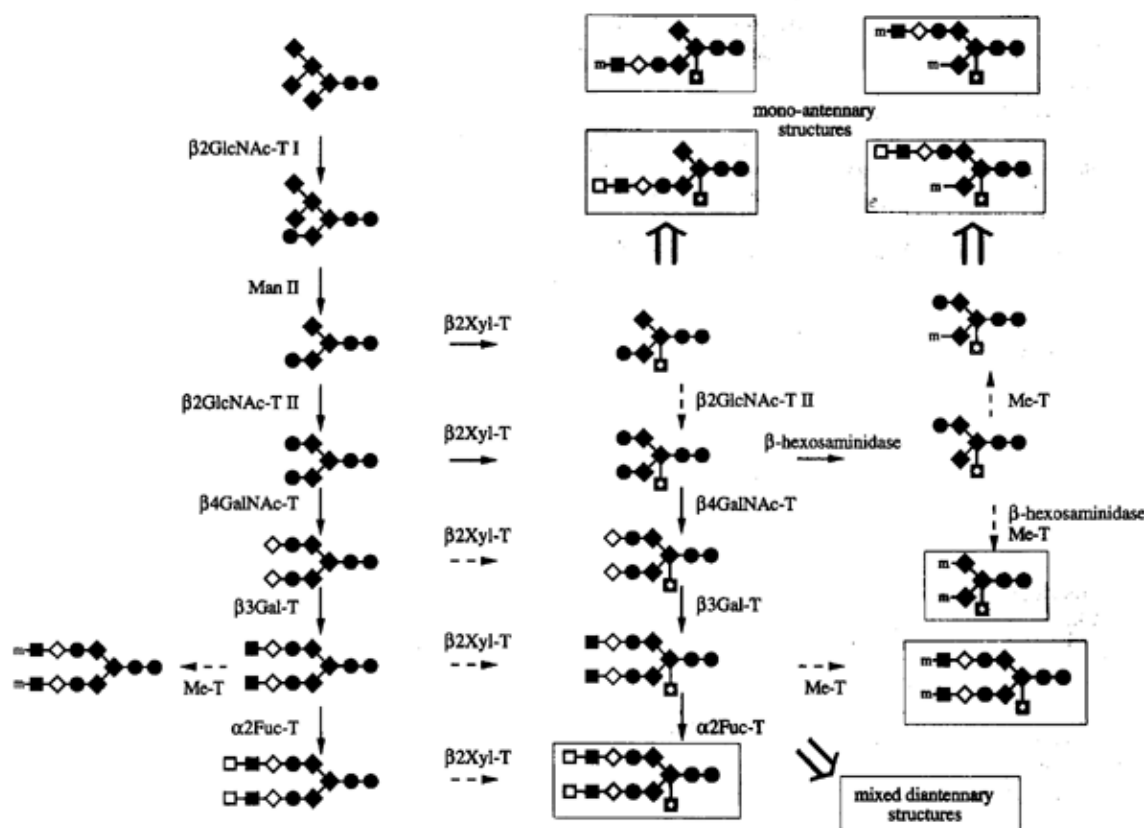 m
m
mono-antennary
structures
m
β2GlcNAc-T I
m
Man II
β2Xyl-T
m
β2GlcNAc-T II
β2GlcNAc-T II
Me-T
β2Xyl-T
β-hexosaminidase
β4GalNAc-T
β4GalNAc-T
β2Xyl-T
β-hexosaminidase
Me-T
m
m
β3Gal-T
β3Gal-T
m
β2Xyl-T
m
m
Me-T
Me-T
m
α2Fuc-T
α2Fuc-T
β2Xyl-T
mixed diantennary
structures